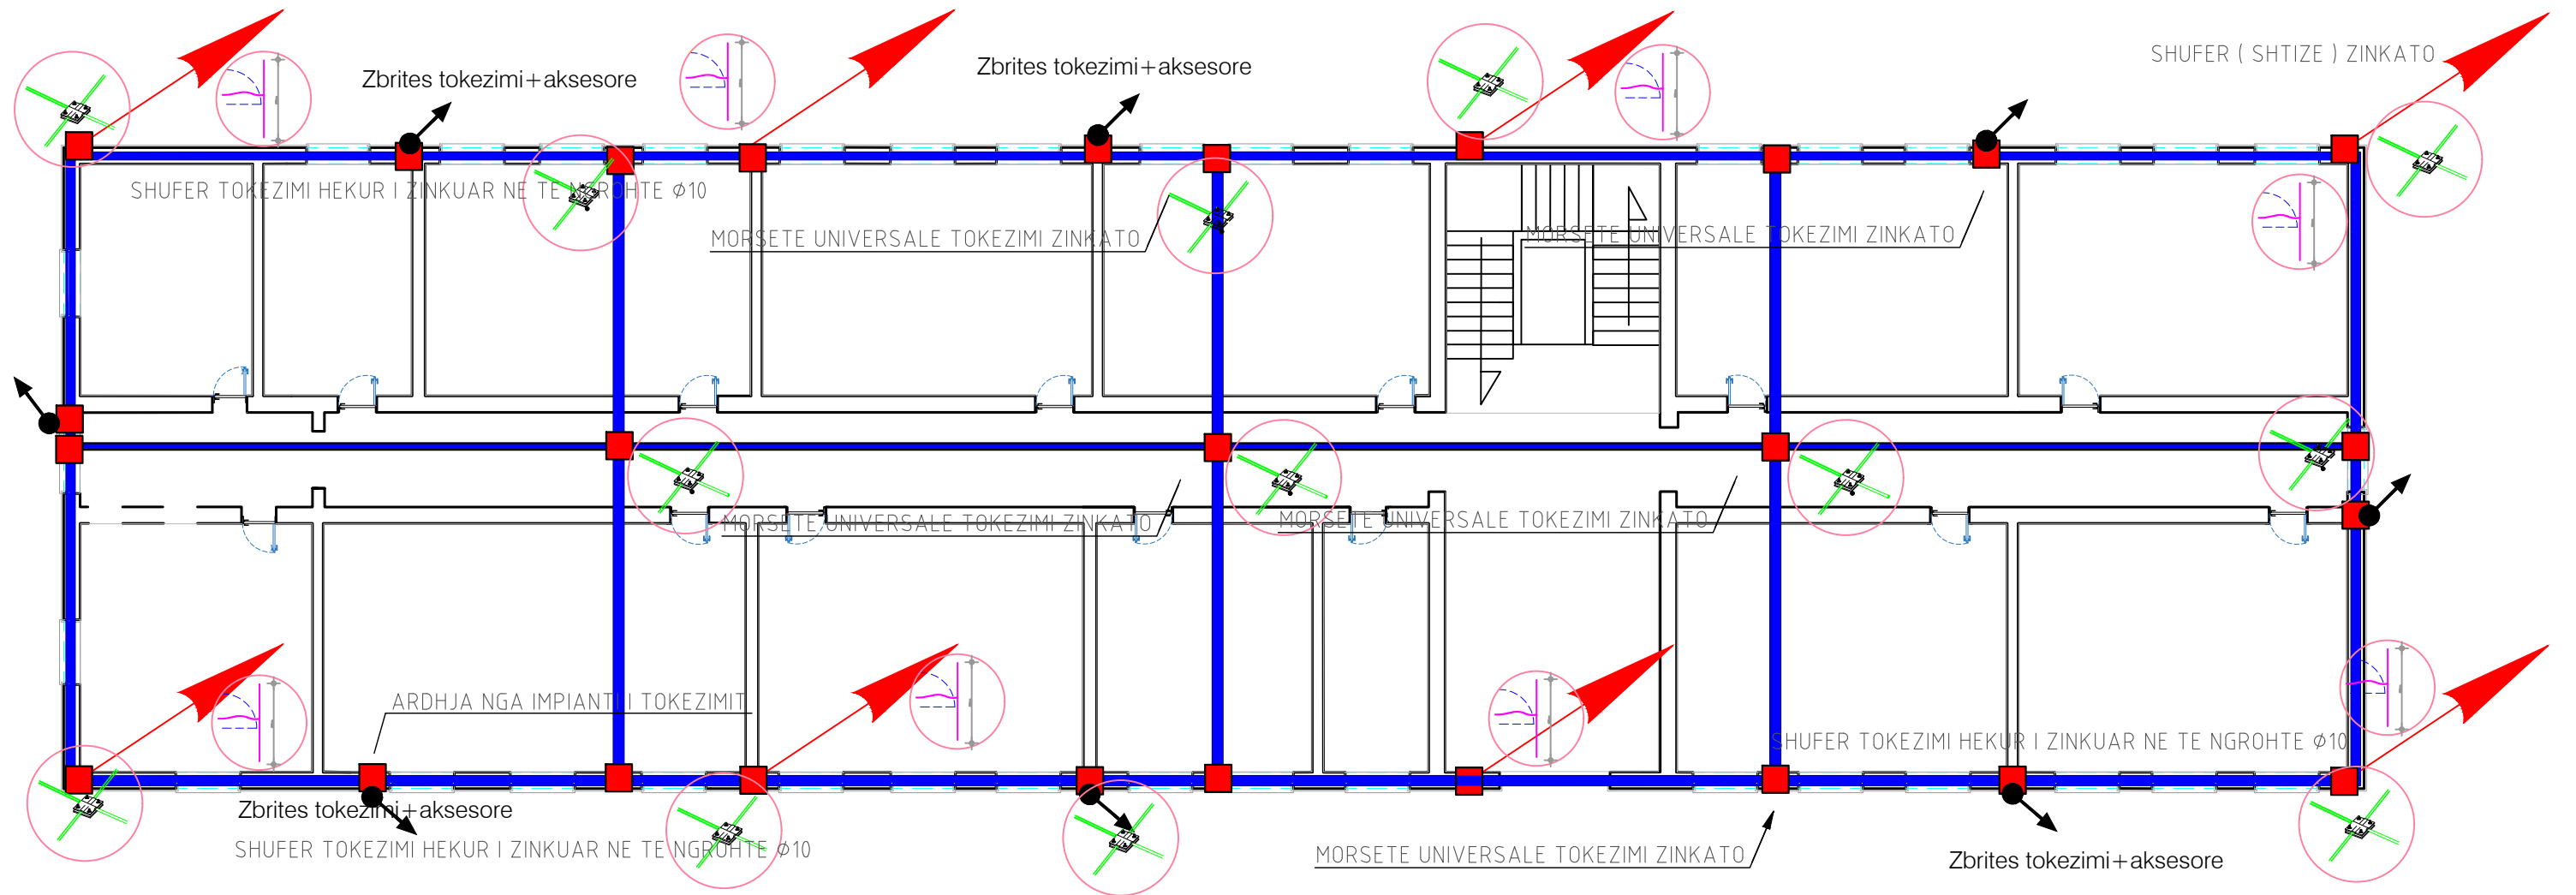 SHUFER ( SHTIZE ) ZINKATO
Zbrites tokezimi+aksesore
Zbrites tokezimi+aksesore
SHUFER TOKEZIMI HEKUR I ZINKUAR NE TE NGROHTE Ø10
MORSETE UNIVERSALE TOKEZIMI ZINKATO
MORSETE UNIVERSALE TOKEZIMI ZINKATO
MORSETE UNIVERSALE TOKEZIMI ZINKATO
MORSETE UNIVERSALE TOKEZIMI ZINKATO
ARDHJA NGA IMPIANTI I TOKEZIMIT
SHUFER TOKEZIMI HEKUR I ZINKUAR NE TE NGROHTE Ø10
Zbrites tokezimi+aksesore
SHUFER TOKEZIMI HEKUR I ZINKUAR NE TE NGROHTE Ø10
MORSETE UNIVERSALE TOKEZIMI ZINKATO
Zbrites tokezimi+aksesore